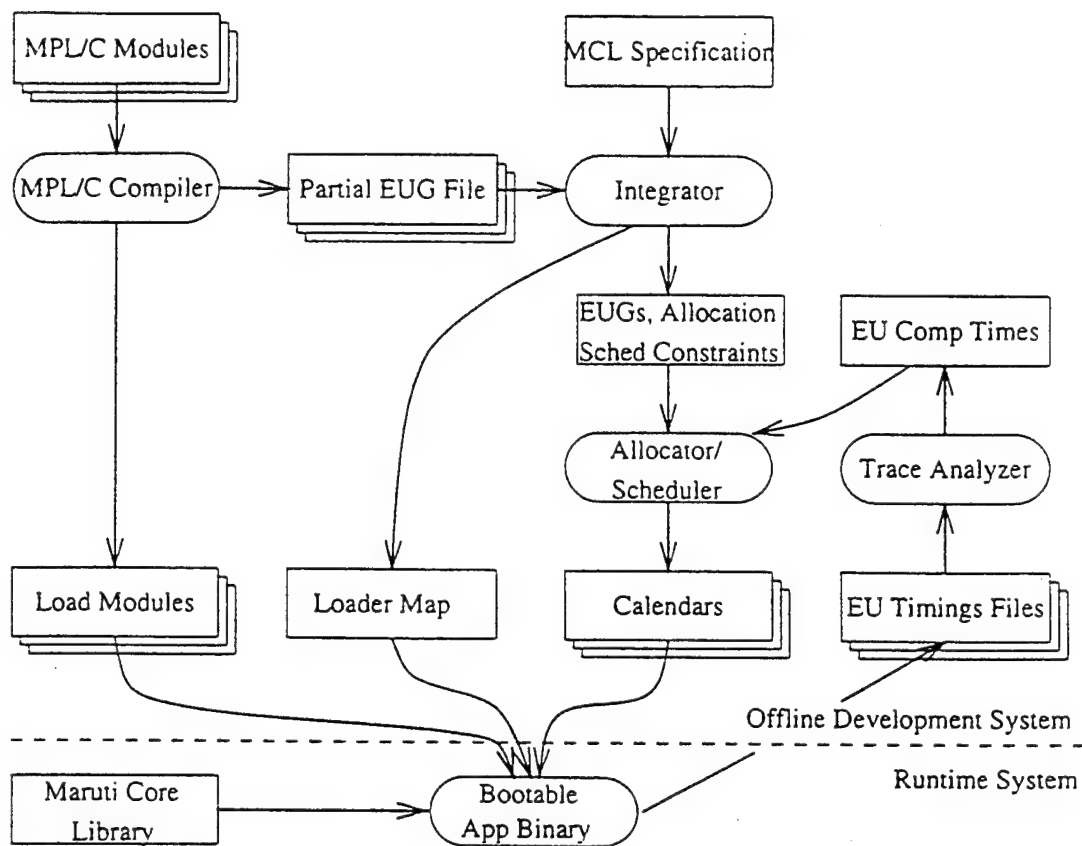 MPL/C Modules
MCL Specification
MPL/C Compiler
Partial EUG File
Integrator
EUGs, Allocation
Sched Constraints
EU Comp Times
Allocator/
Scheduler
Trace Analyzer
Load Modules
Loader Map
Calendars
EU Timings Files
Offline Development System
Runtime System
Maruti Core
Library
Bootable
App Binary